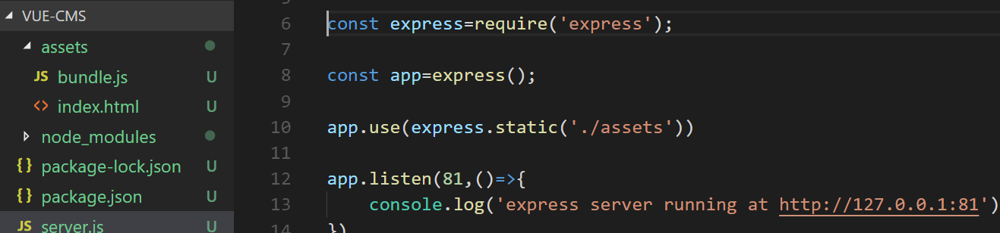 VUE-CMS
assets
JS bundle.js U
<> index.html U
node_modules
{} package-lock.json U
{} package.json U
JS server.js U
6 const express=require('express');
7
8 const app=express();
9
10 app.use(express.static('./assets'))
11
12 app.listen(81,()=>{
13 console.log('express server running at http://127.0.0.1:81')
14 })